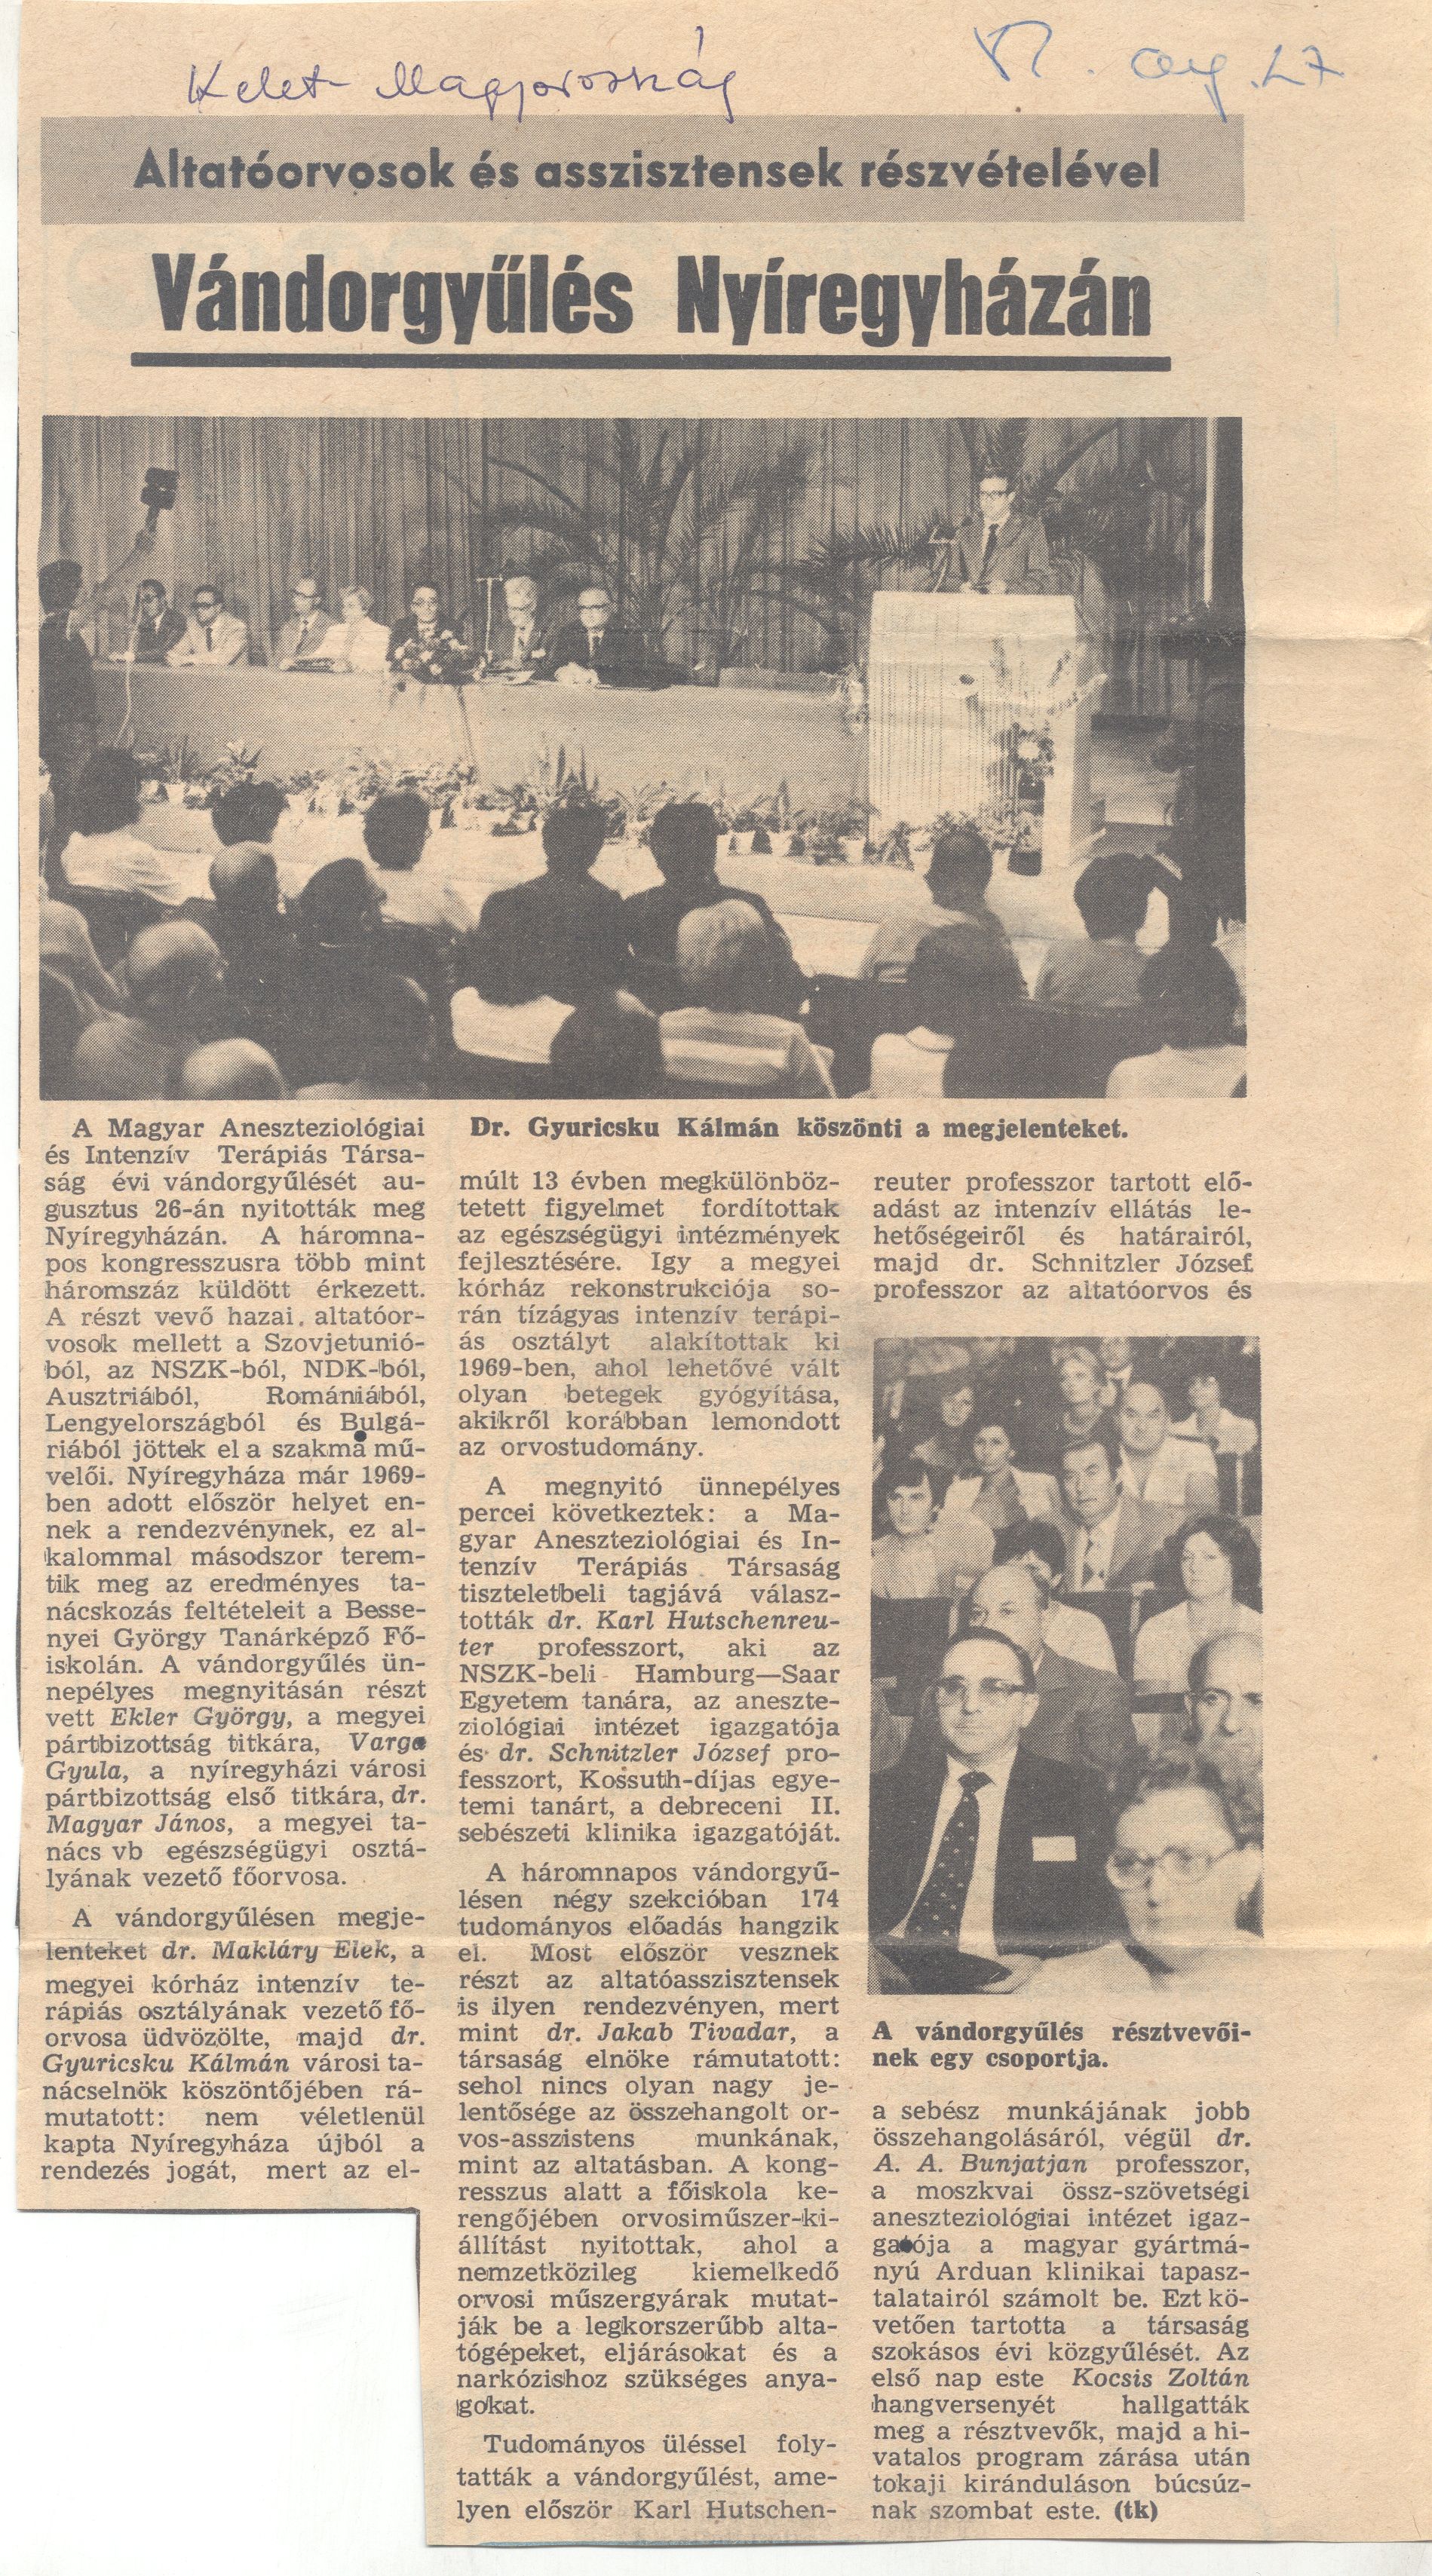 Kelet-Magyarország
aug. 27
Altatóorvosok és asszisztensek részvételével
Vándorgyűlés Nyíregyházán
A Magyar Aneszteziológiai
és Intenzív Terápiás Társa-
ság évi vándorgyűlését au-
gusztus 26-án nyitották meg
Nyíregyházán. A háromna-
pos kongresszusra több mint
háromszáz küldött érkezett.
A részt vevő hazai altatóor-
vosok mellett a Szovjetunió-
ból, az NSZK-ból, NDK-ból,
Ausztriából, Romániából,
Lengyelországból és Bulgá-
riából jöttek el a szakma mű-
velői. Nyíregyháza már 1969-
ben adott először helyet en-
nek a rendezvénynek, ez al-
kalommal másodszor terem-
tik meg az eredményes ta-
nácskozás feltételeit a Besse-
nyei György Tanárképző Fő-
iskolán. A vándorgyűlés ün-
nepélyes megnyitásán részt
vett Ekler György, a megyei
pártbizottság titkára, Varga
Gyula, a nyíregyházi városi
pártbizottság első titkára, dr.
Magyar János, a megyei ta-
nács vb egészségügyi osztá-
lyának vezető főorvosa.
A vándorgyűlésen megje-
lenteket dr. Makláry Elek, a
megyei kórház intenzív te-
rápiás osztályának vezető fő-
orvosa üdvözölte, majd dr.
Gyuricsku Kálmán városi ta-
nácselnök köszöntőjében rá-
mutatott: nem véletlenül
kapta Nyíregyháza újból a
rendezés jogát, mert az el-
Dr. Gyuricsku Kálmán köszönti a megjelenteket.
múlt 13 évben megkülönböz-
tetett figyelmet fordítottak
az egészségügyi intézmények
fejlesztésére. Igy a megyei
kórház rekonstrukciója so-
rán tízágyas intenzív terápi-
ás osztályt alakítottak ki
1969-ben, ahol lehetővé vált
olyan betegek gyógyítása,
akikről korábban lemondott
az orvostudomány.
A megnyitó ünnepélyes
percei következtek: a Ma-
gyar Aneszteziológiai és In-
tenzív Terápiás Társaság
tiszteletbeli tagjává válasz-
tották dr. Karl Hutschenreu-
ter professzort, aki az
NSZK-beli Hamburg—Saar
Egyetem tanára, az aneszte-
ziológiai intézet igazgatója
és dr. Schnitzler József pro-
fesszort, Kossuth-díjas egye-
temi tanárt, a debreceni II.
sebészeti klinika igazgatóját.
A háromnapos vándorgyű-
lésen négy szekcióban 174
tudományos előadás hangzik
el. Most először vesznek
részt az altatóasszisztensek
is ilyen rendezvényen, mert
mint dr. Jakab Tivadar, a
társaság elnöke rámutatott:
sehol nincs olyan nagy je-
lentősége az összehangolt or-
vos-asszistens munkának,
mint az altatásban. A kong-
resszus alatt a főiskola ke-
rengőjében orvosiműszer-ki-
állítást nyitottak, ahol a
nemzetközileg kiemelkedő
orvosi műszergyárak mutat-
ják be a legkorszerűbb alta-
tógépeket, eljárásokat és a
narkózishoz szükséges anya-
gokat.
Tudományos üléssel foly-
tatták a vándorgyűlést, ame-
lyen először Karl Hutschen-
reuter professzor tartott elő-
adást az intenzív ellátás le-
hetőségeiről és határairól,
majd dr. Schnitzler József
professzor az altatóorvos és
A vándorgyűlés résztvevői-
nek egy csoportja.
a sebész munkájának jobb
összehangolásáról, végül dr.
A. A. Bunjatjan professzor,
a moszkvai össz-szövetségi
aneszteziológiai intézet igaz-
gatója a magyar gyártmá-
nyú Arduan klinikai tapasz-
talatairól számolt be. Ezt kö-
vetően tartotta a társaság
szokásos évi közgyűlését. Az
első nap este Kocsis Zoltán
hangversenyét hallgatták
meg a résztvevők, majd a hi-
vatalos program zárása után
tokaji kiránduláson búcsúz-
nak szombat este. (tk)